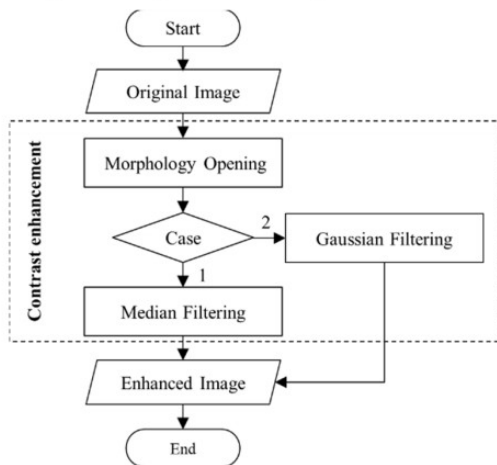 Start
Original Image
Contrast enhancement
Morphology Opening
Case
2
Gaussian Filtering
1
Median Filtering
Enhanced Image
End